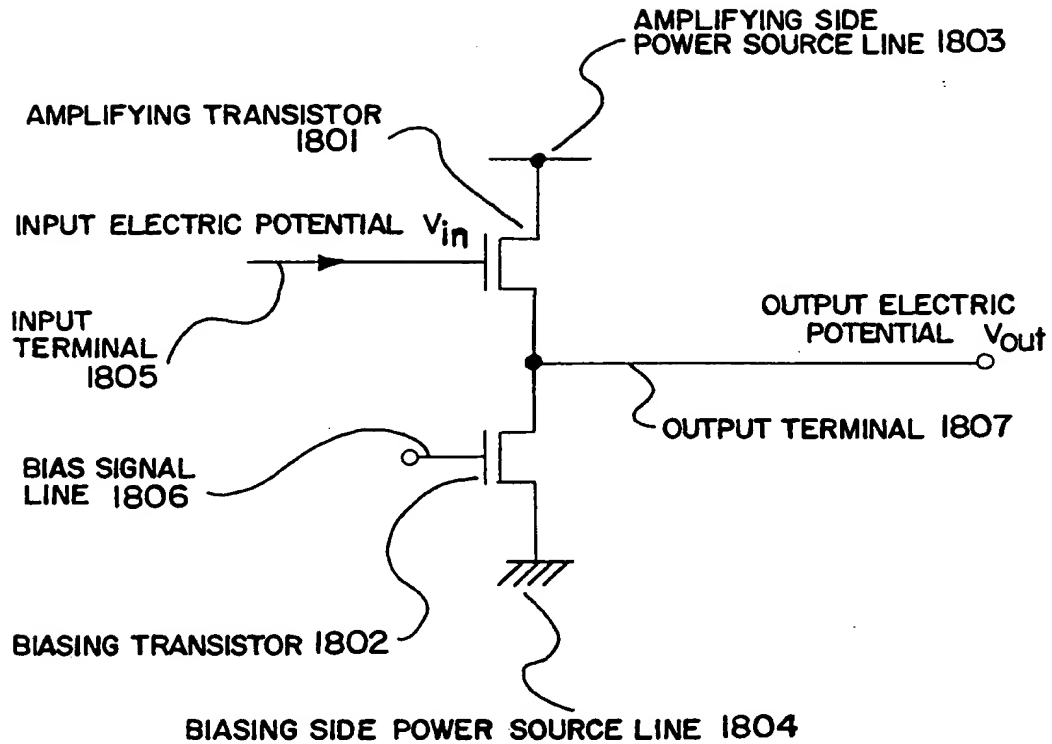 AMPLIFYING SIDE
POWER SOURCE LINE 1803
AMPLIFYING TRANSISTOR
1801
INPUT ELECTRIC POTENTIAL Vin
INPUT
TERMINAL
1805
OUTPUT ELECTRIC
POTENTIAL Vout
OUTPUT TERMINAL 1807
BIAS SIGNAL
LINE 1806
BIASING TRANSISTOR 1802
BIASING SIDE POWER SOURCE LINE 1804